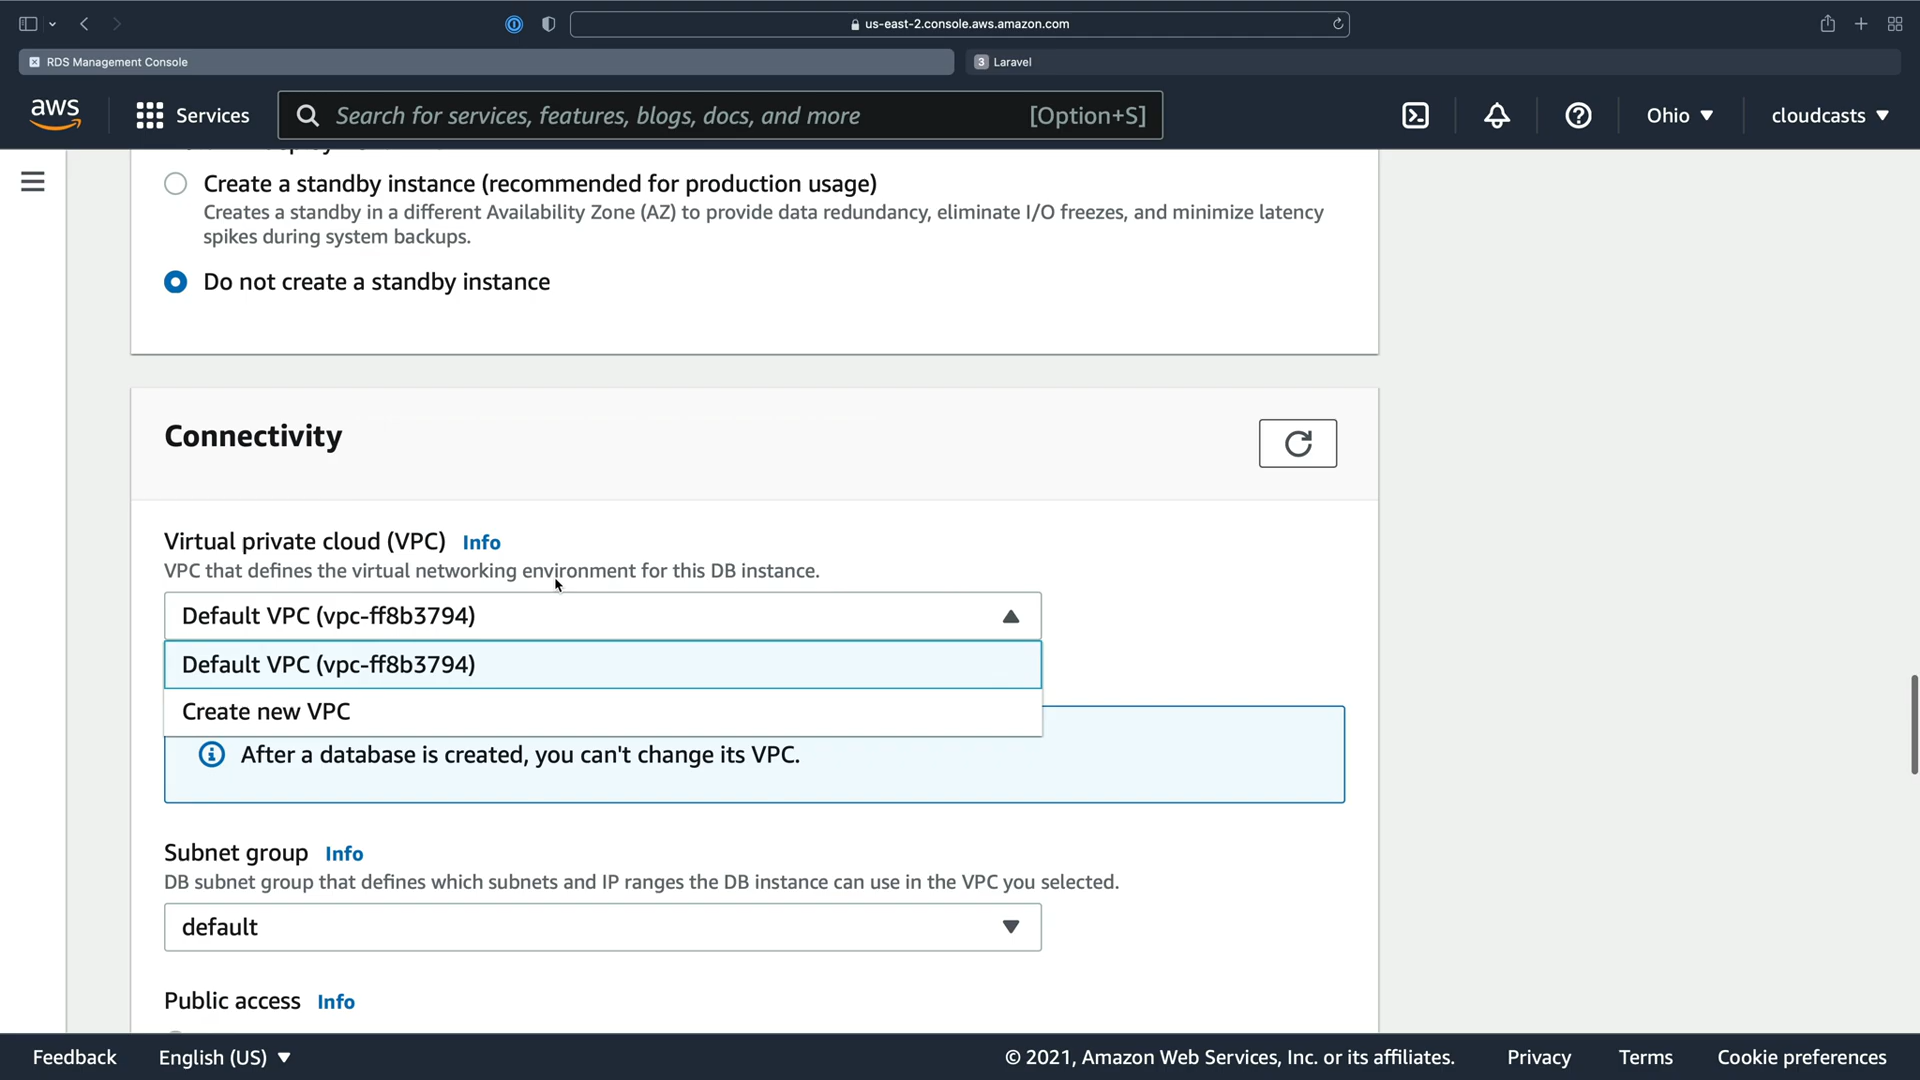 us-east-2.console.aws.amazon.com
RDS Management Console
3 Laravel
aws
Services
Search for services, features, blogs, docs, and more [Option+S]
Ohio
cloudcasts
Create a standby instance (recommended for production usage)
Creates a standby in a different Availability Zone (AZ) to provide data redundancy, eliminate I/O freezes, and minimize latency
spikes during system backups.
Do not create a standby instance
Connectivity
Virtual private cloud (VPC) Info
VPC that defines the virtual networking environment for this DB instance.
Default VPC (vpc-ff8b3794)
Default VPC (vpc-ff8b3794)
Create new VPC
After a database is created, you can't change its VPC.
Subnet group Info
DB subnet group that defines which subnets and IP ranges the DB instance can use in the VPC you selected.
default
Public access Info
Feedback
English (US)
© 2021, Amazon Web Services, Inc. or its affiliates.
Privacy
Terms
Cookie preferences